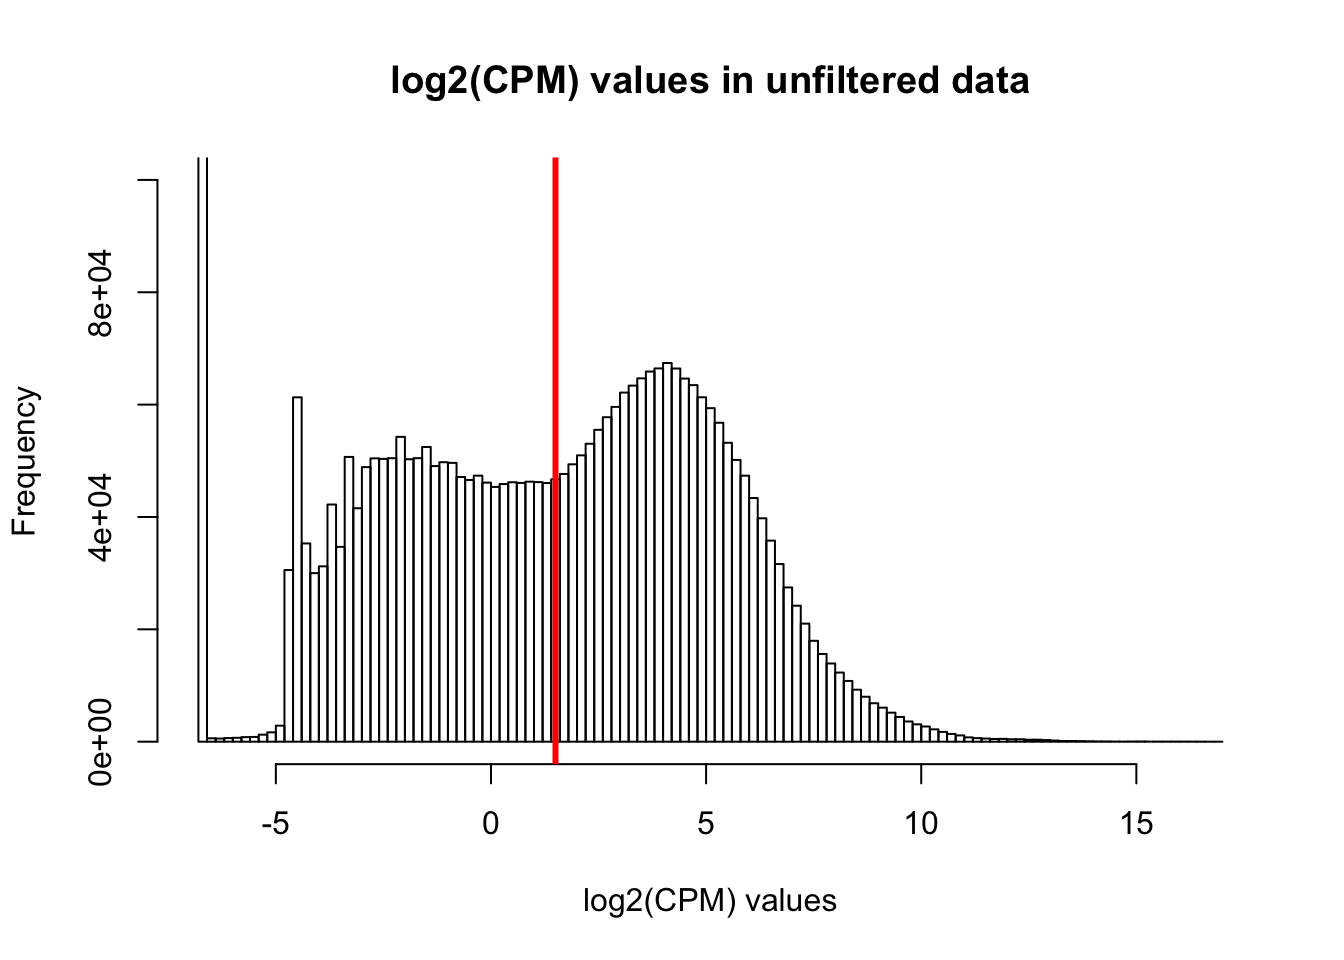 log2(CPM) values in unfiltered data
Frequency
8e+04
4e+04
0e+00
-5 0 5 10 15
log2(CPM) values